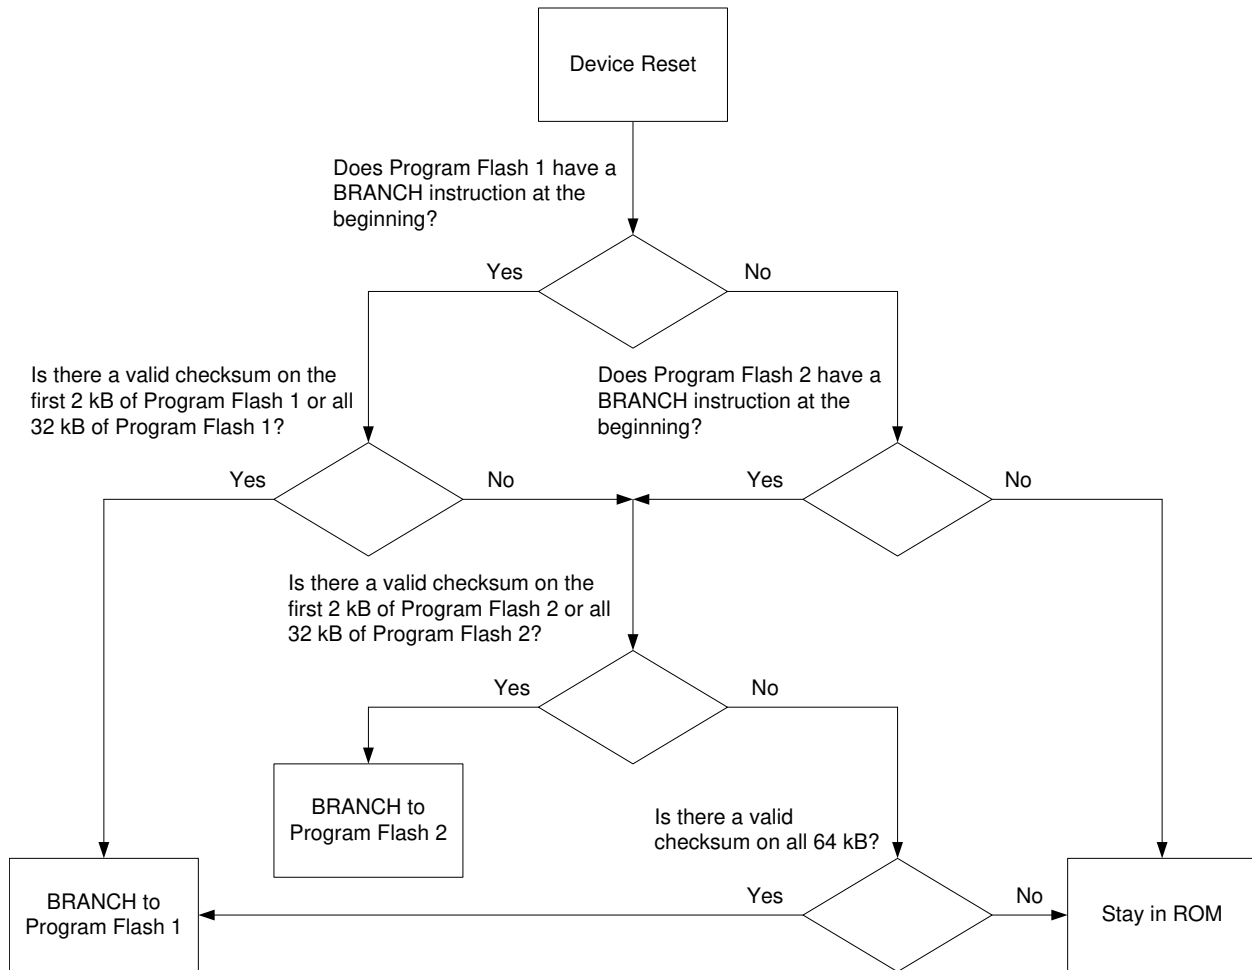 Device Reset
Does Program Flash 1 have a
BRANCH instruction at the
beginning?
Yes
No
Is there a valid checksum on the
first 2 kB of Program Flash 1 or all
32 kB of Program Flash 1?
Does Program Flash 2 have a
BRANCH instruction at the
beginning?
Yes
No
Yes
No
Is there a valid checksum on the
first 2 kB of Program Flash 2 or all
32 kB of Program Flash 2?
Yes
No
BRANCH to
Program Flash 2
Is there a valid
checksum on all 64 kB?
BRANCH to
Program Flash 1
Yes
No
Stay in ROM